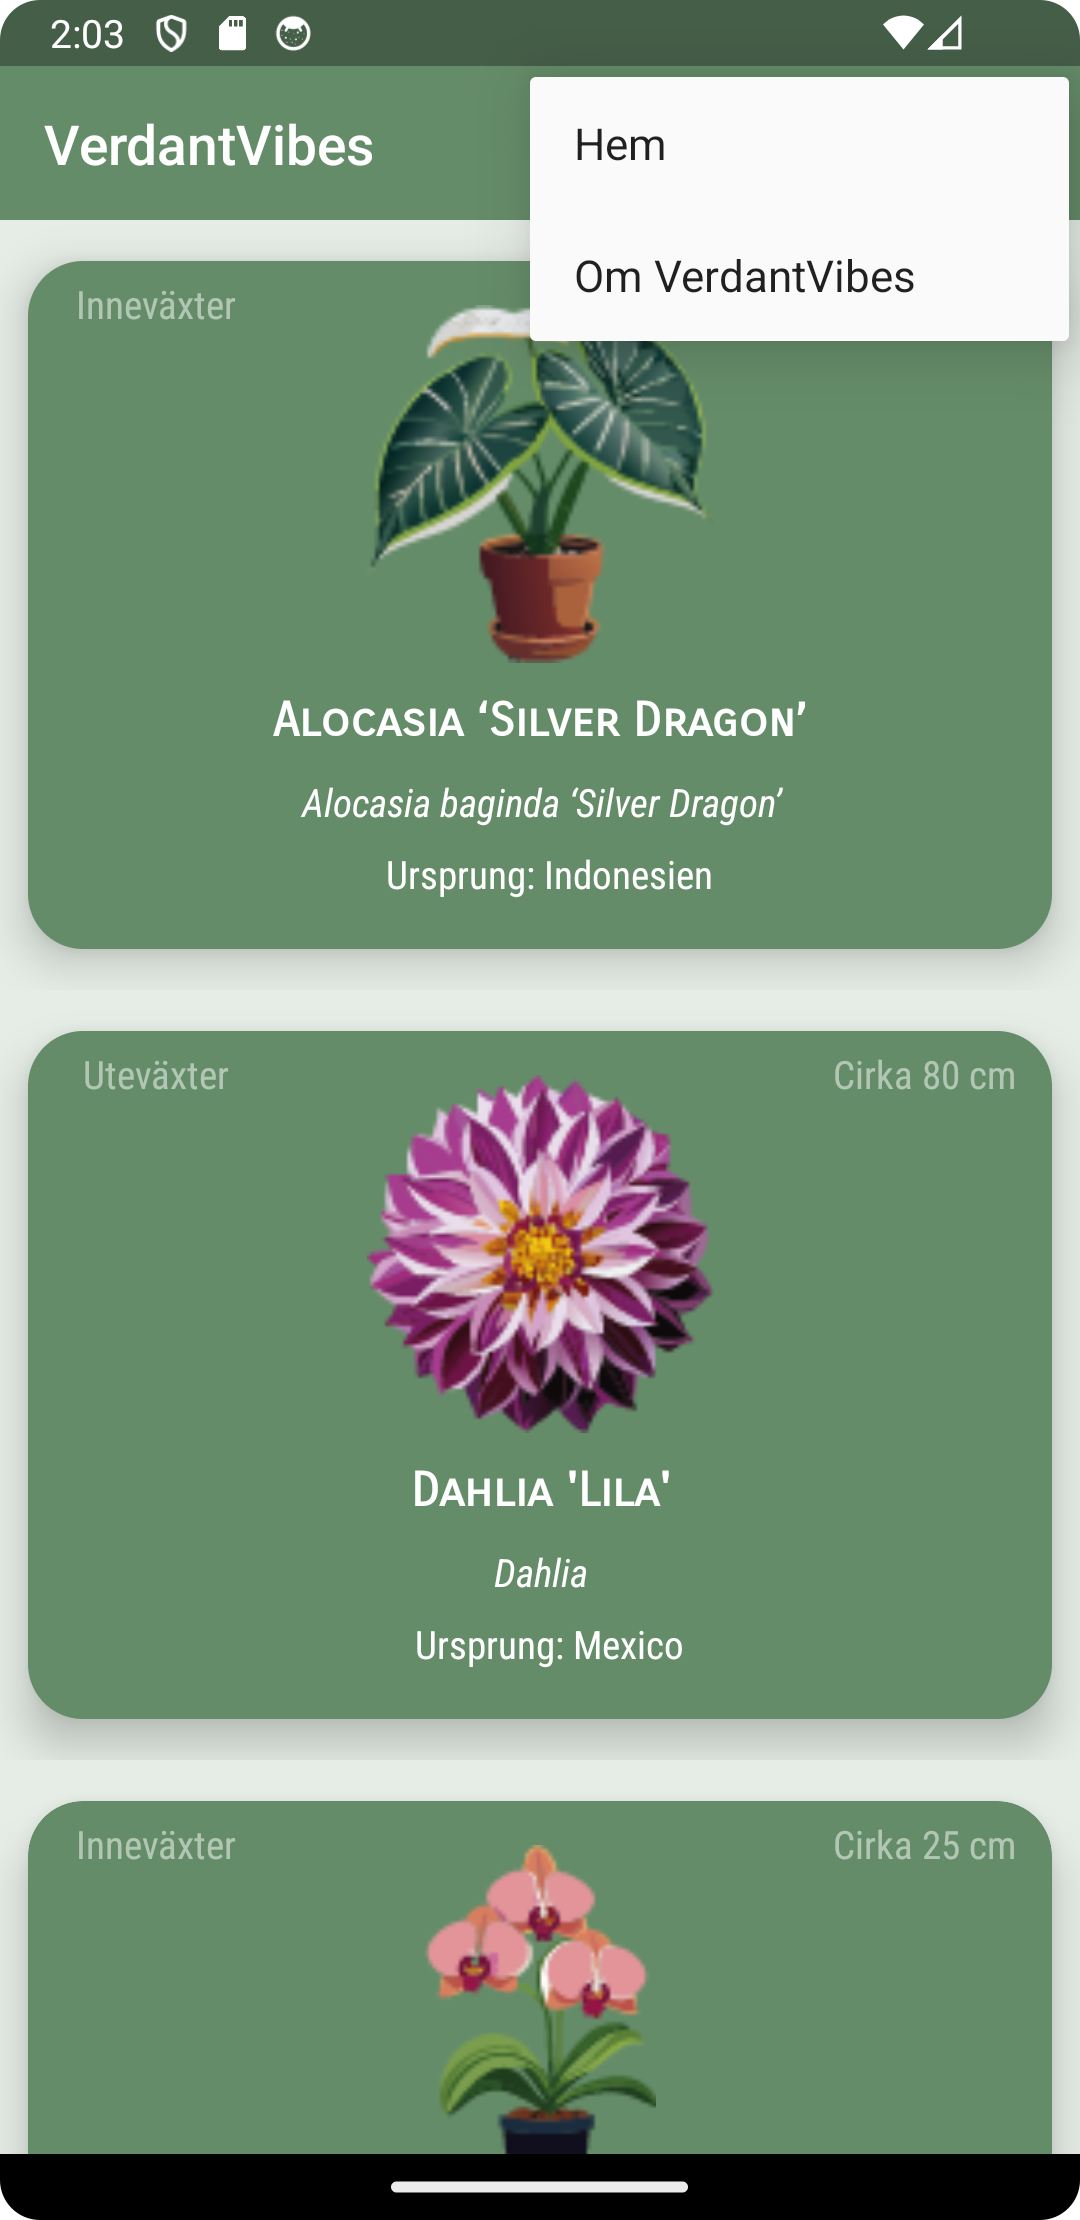 2:03
VerdantVibes
Hem
Om VerdantVibes
Inneväxter
Alocasia ‘Silver Dragon’
Alocasia baginda ‘Silver Dragon’
Ursprung: Indonesien
Uteväxter
Cirka 80 cm
Dahlia 'Lila'
Dahlia
Ursprung: Mexico
Inneväxter
Cirka 25 cm